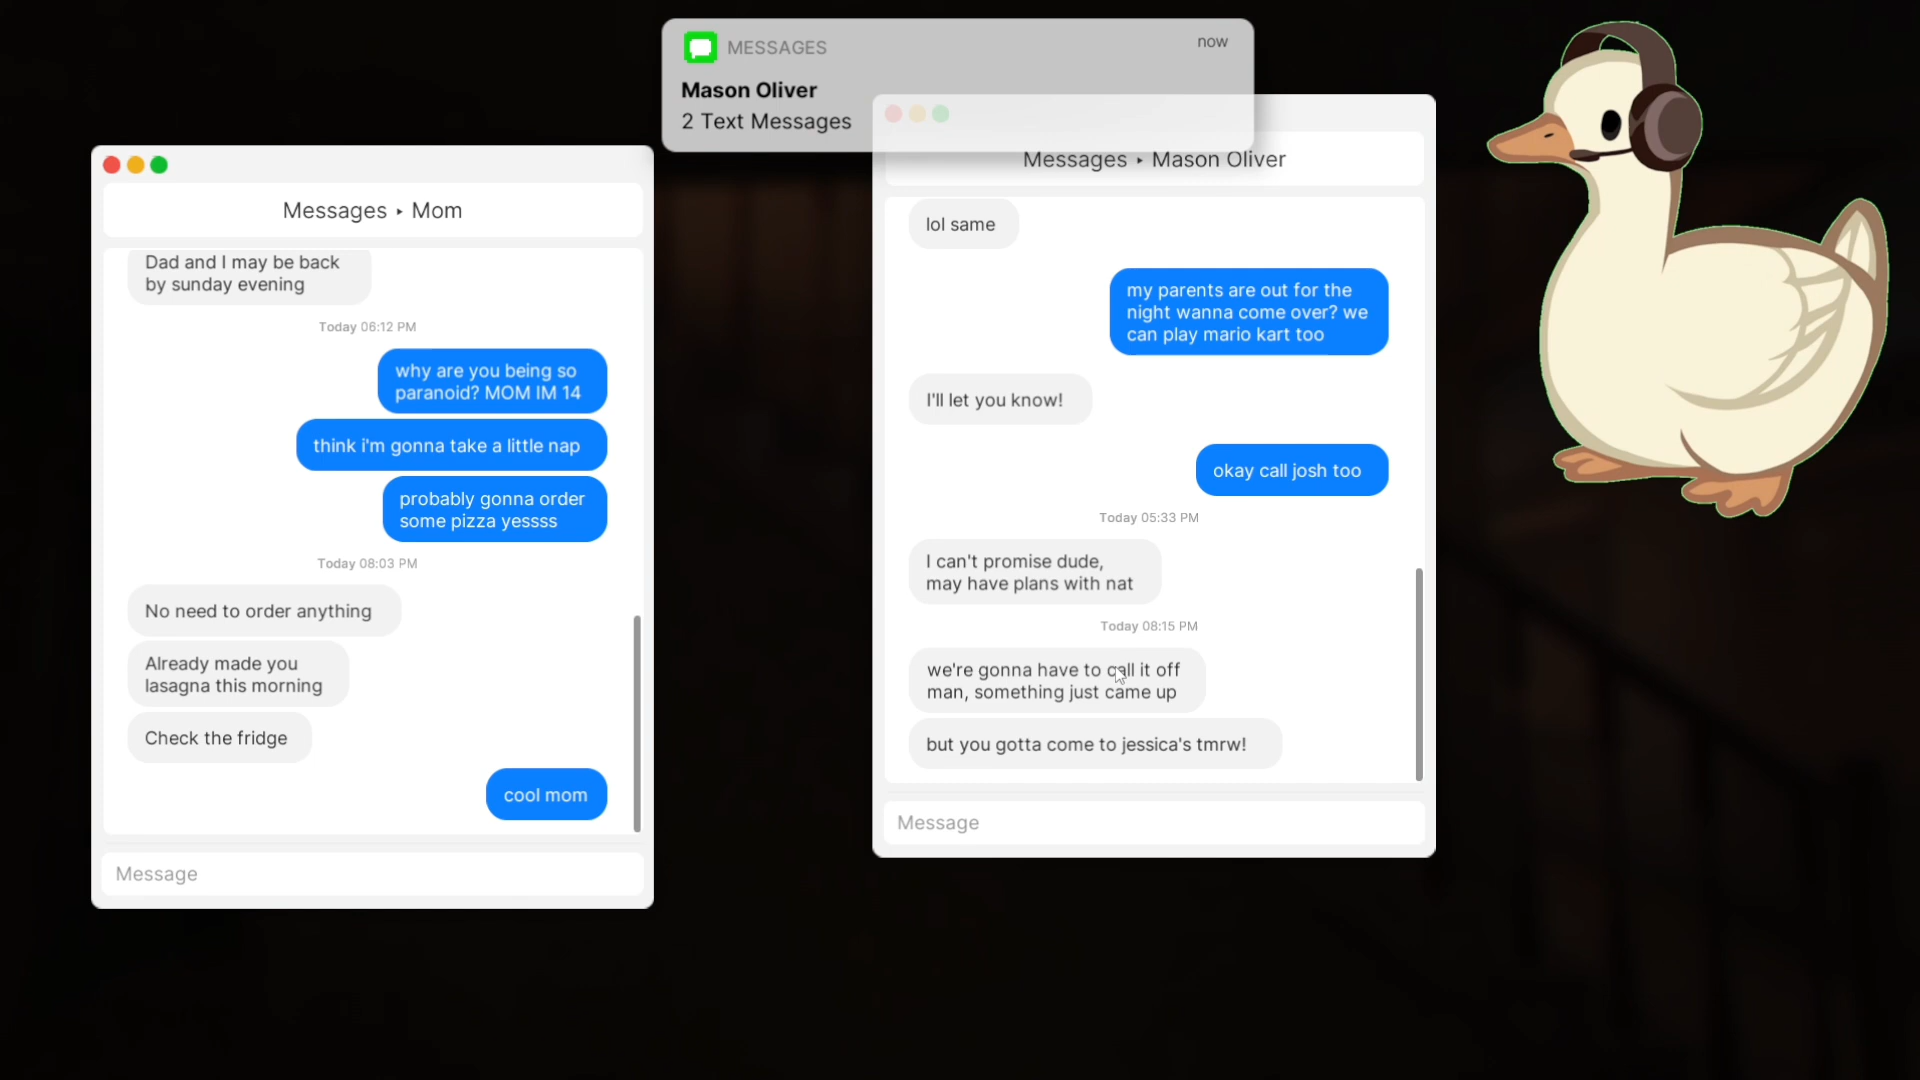 MESSAGES
now
Mason Oliver
2 Text Messages
Messages ‣ Mom
Dad and I may be back
by sunday evening
Today 06:12 PM
why are you being so
paranoid? MOM IM 14
think i'm gonna take a little nap
probably gonna order
some pizza yessss
Today 08:03 PM
No need to order anything
Already made you
lasagna this morning
Check the fridge
cool mom
Message
Messages ‣ Mason Oliver
lol same
my parents are out for the
night wanna come over? we
can play mario kart too
I'll let you know!
okay call josh too
Today 05:33 PM
I can't promise dude,
may have plans with nat
Today 08:15 PM
we're gonna have to call it off
man, something just came up
but you gotta come to jessica's tmrw!
Message